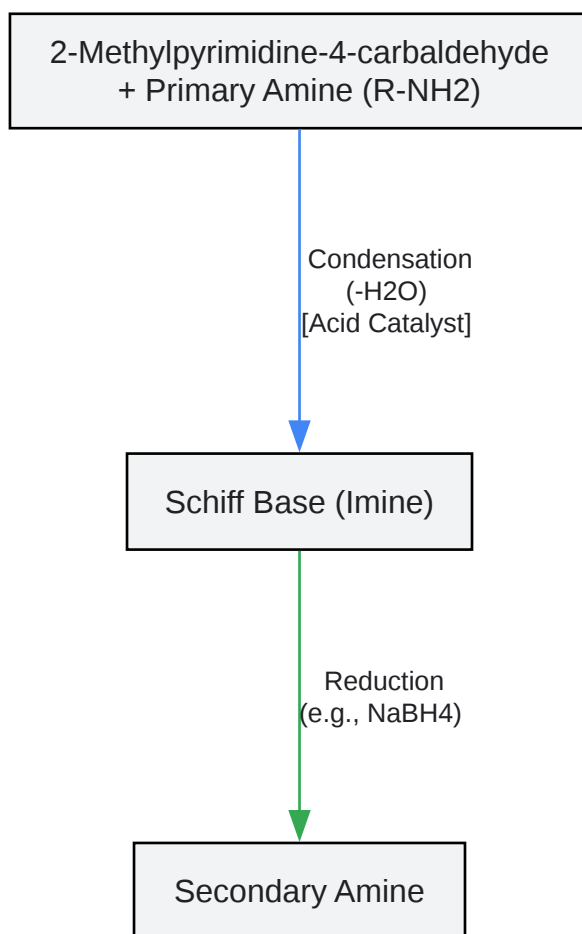 2-Methylpyrimidine-4-carbaldehyde
+ Primary Amine (R-NH2)
Condensation
(-H2O)
[Acid Catalyst]
Schiff Base (Imine)
Reduction
(e.g., NaBH4)
Secondary Amine